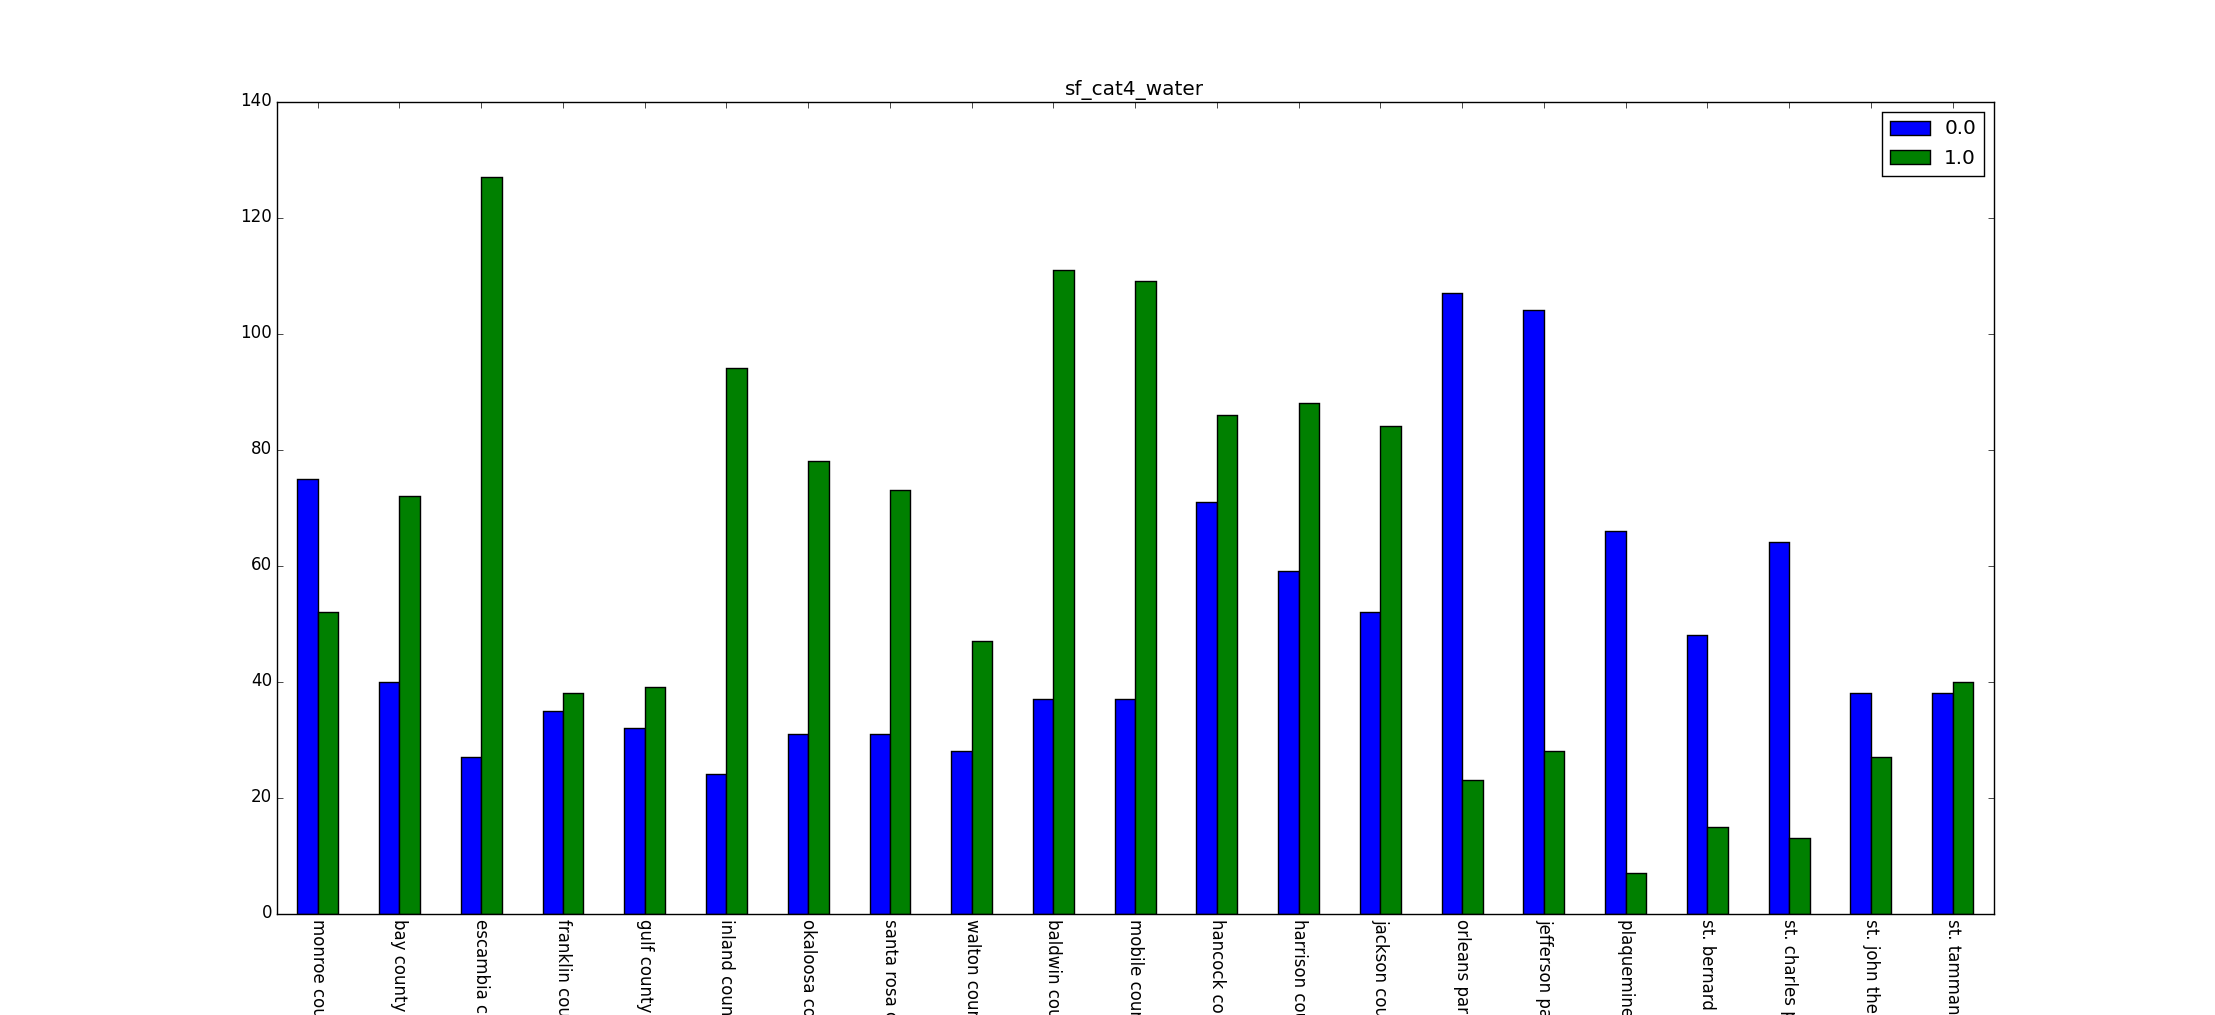 sf_cat4_water
140
120
100
80
60
40
20
0
0.0
1.0
monroe cou
bay county
escambia c
franklin cou
gulf county
inland coun
okaloosa co
santa rosa
walton coun
baldwin cou
mobile coun
hancock co
harrison cou
jackson cou
orleans par
jefferson pa
plaquemine
st. bernard
st. charles p
st. john the
st. tamman